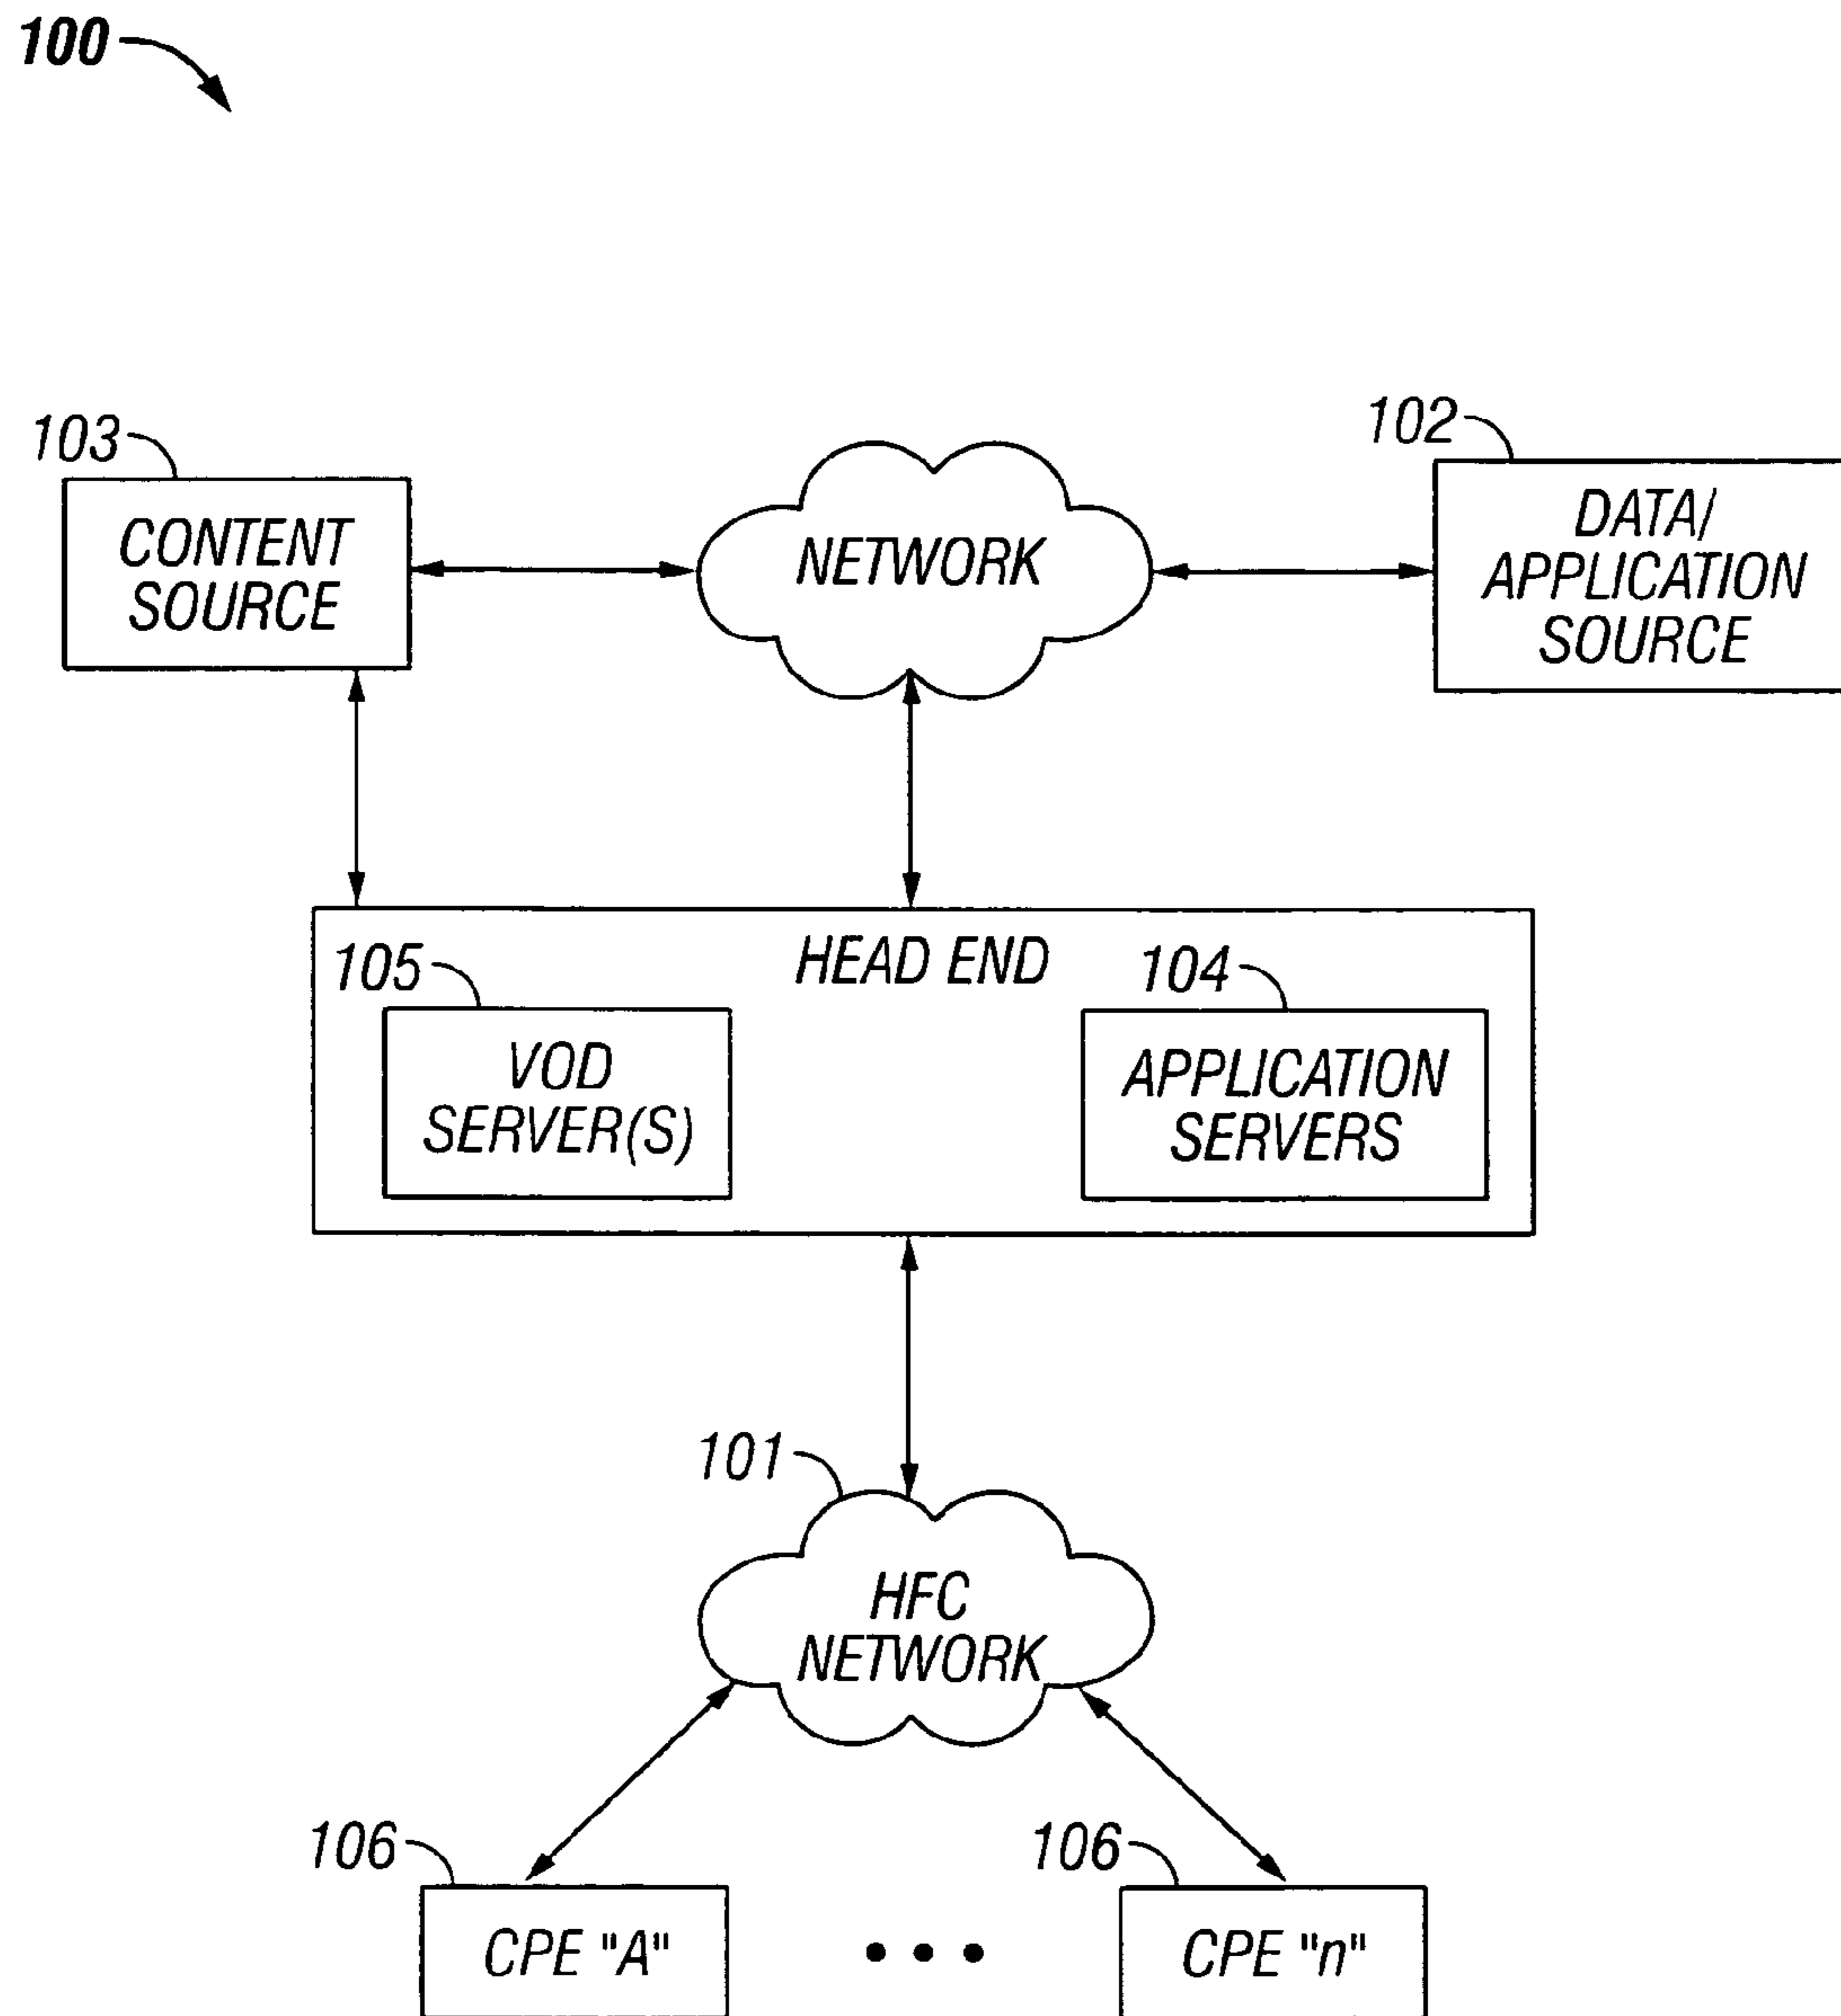 100
103
102
CONTENT
SOURCE
NETWORK
DATA/
APPLICATION
SOURCE
HEAD END
105
104
VOD
SERVER(S)
APPLICATION
SERVERS
101
HFC
NETWORK
106
106
CPE "A"
CPE "n"